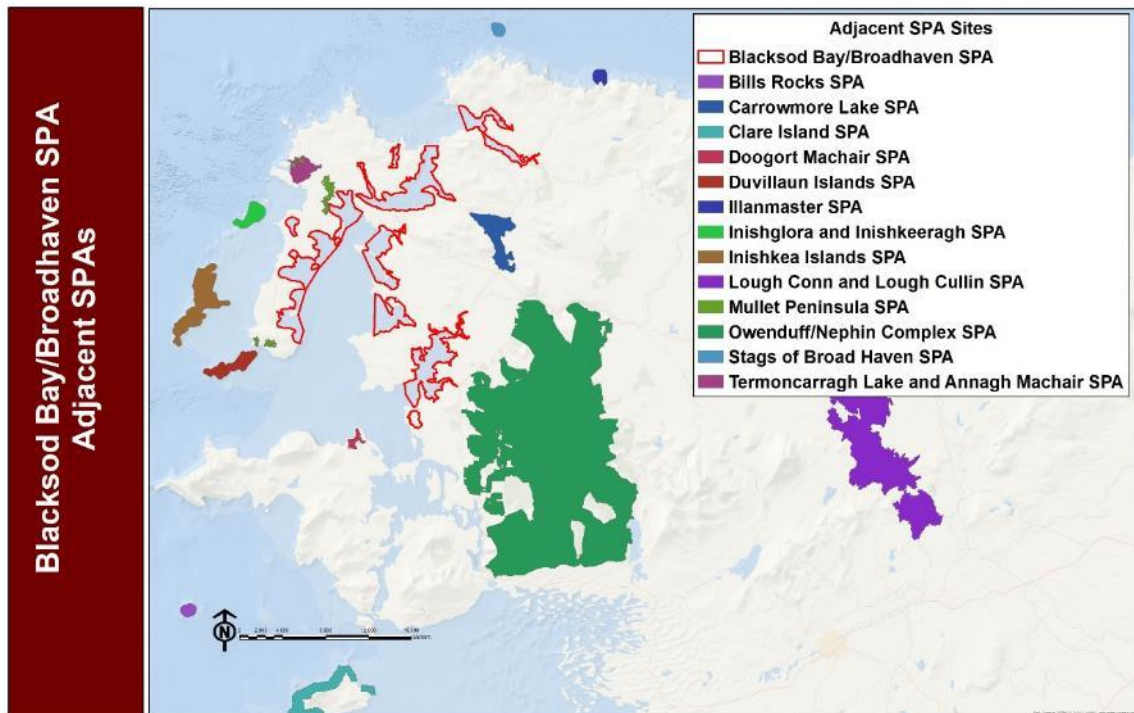 Blacksod Bay/Broadhaven SPA
Adjacent SPAs
Adjacent SPA Sites
Blacksod Bay/Broadhaven SPA
Bills Rocks SPA
Carrowmore Lake SPA
Clare Island SPA
Doogort Machair SPA
Duvillaun Islands SPA
Illanmaster SPA
Inishglora and Inishkeeragh SPA
Inishkea Islands SPA
Lough Conn and Lough Cullin SPA
Mullet Peninsula SPA
Owenduff/Nephin Complex SPA
Stags of Broad Haven SPA
Termoncarragh Lake and Annagh Machair SPA
N